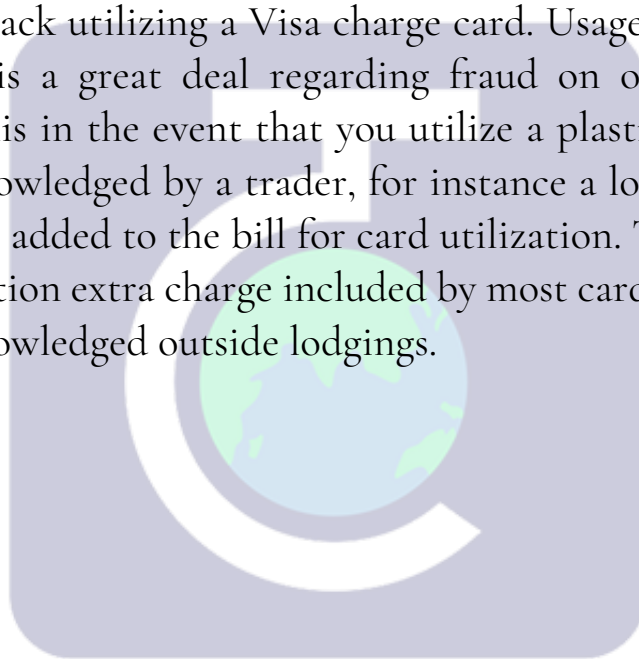 ack utilizing a Visa charge card. Usage
is a great deal regarding fraud on o
is in the event that you utilize a plast
owledged by a trader, for instance a lo
added to the bill for card utilization.
tion extra charge included by most card
owledged outside lodgings.